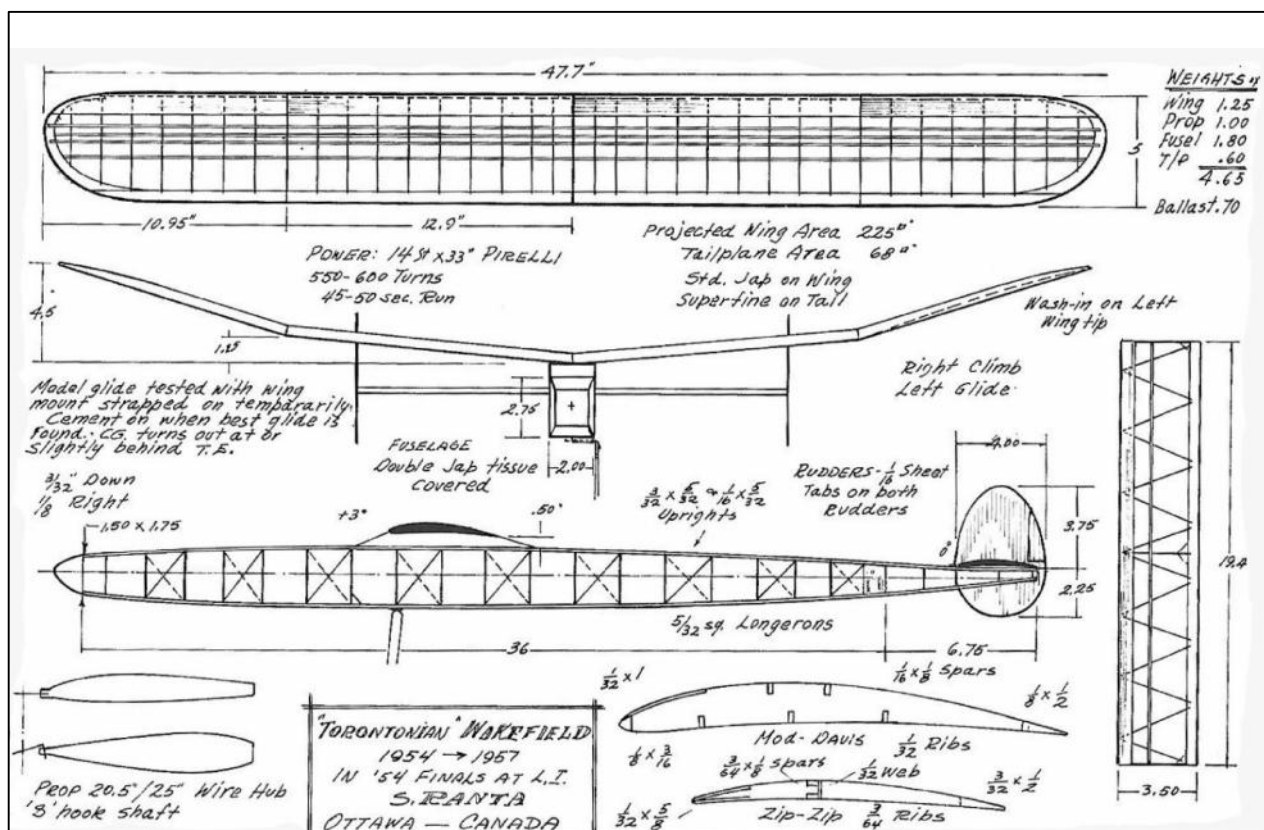 47.7"
WEIGHTS
Wing 1.25
Prop 1.00
Fusel 1.80
T/P .60
4.65
Ballast .70
5
10.95"
12.9"
POWER: 14 St x 33" PIRELLI
550-600 Turns
45-50 sec. Run
Projected Wing Area 225□"
Tailplane Area 68□"
Std. Jap on Wing
Superfine on Tail
Wash-in on Left
Wing tip
4.5
Right Climb
Left Glide
2.75
2.00
Model glide tested with wing
mount strapped on temporarily.
Cement on when best glide is
found. CG. turns out at or
slightly behind T.E.
FUSELAGE
Double Jap tissue
Covered
3/32" Down
1/8 Right
1.50 x 1.75
+3°
.50"
3/32 x 5/32 & 1/16 x 5/32
Uprights
RUDDERS - 1/16 Sheet
Tabs on both
Rudders
4.00
0°
3.75
2.25
19.4
3.50
5/32 sq. Longerons
36
6.75
1/32 x 1
1/16 x 1/8 Spars
1/8 x 1/2
1/8 x 3/16
Mod-Davis 1/32 Ribs
3/64 x 1/8 spars
1/32 Web
3/32 x 1/2
1/32 x 5/8
Zip-Zip 3/64 Ribs
PROP 20.5"/25" Wire Hub
'S' hook shaft
"TORONTONIAN" WAKEFIELD
1954 → 1957
IN '54 FINALS AT L.I.
S. RANTA
OTTAWA — CANADA